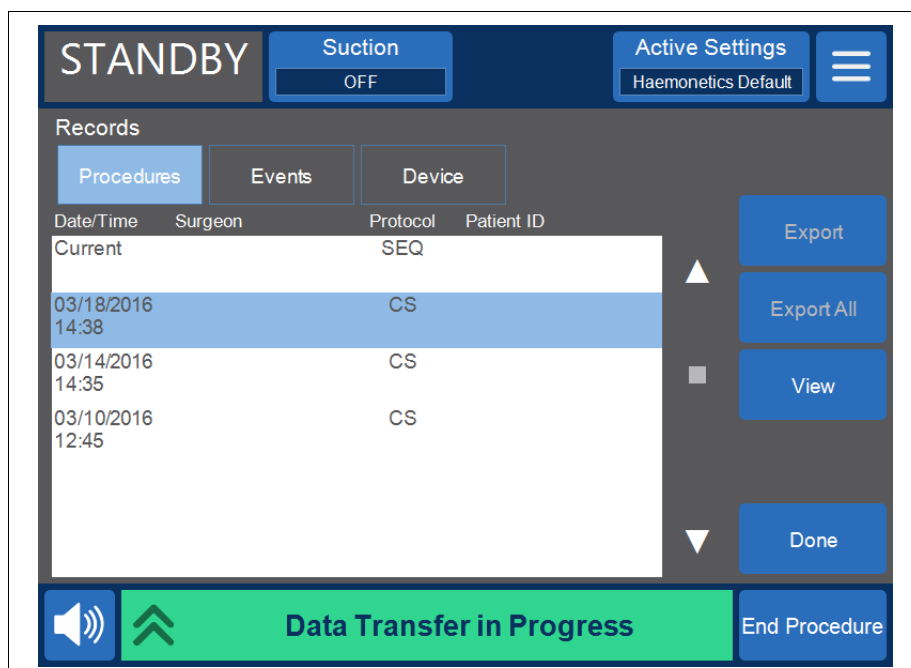 STANDBY
Suction
OFF
Active Settings
Haemonetics Default
Records
Procedures Events Device
Date/Time Surgeon Protocol Patient ID
Current SEQ
03/18/2016 CS
14:38
03/14/2016 CS
14:35
03/10/2016 CS
12:45
Export
Export All
View
Done
Data Transfer in Progress
End Procedure